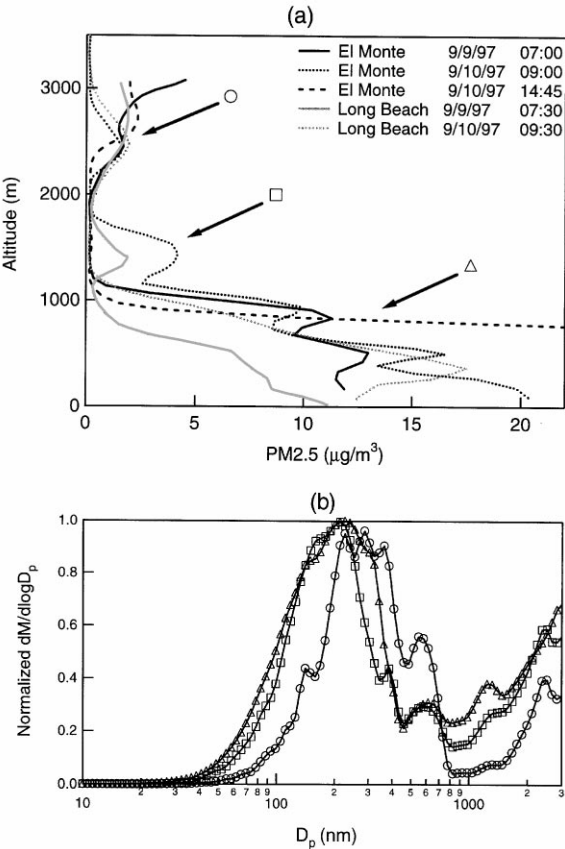 (a)
El Monte 9/9/97 07:00
El Monte 9/10/97 09:00
El Monte 9/10/97 14:45
Long Beach 9/9/97 07:30
Long Beach 9/10/97 09:30
3000
2000
1000
0
Altitude (m)
0 5 10 15 20
PM2.5 (μg/m³)
(b)
1.0
0.8
0.6
0.4
0.2
0.0
Normalized dM/dlogDp
10 2 3 4 5 6 7 8 9 100 2 3 4 5 6 7 8 9 1000 2 3
Dp (nm)